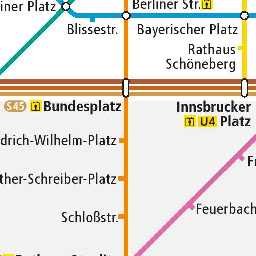 iner Platz
Berliner Str.
Blissestr.
Bayerischer Platz
Rathaus
Schöneberg
S45 Bundesplatz
Innsbrucker
U4 Platz
drich-Wilhelm-Platz
ther-Schreiber-Platz
Schloßstr.
Feuerbach